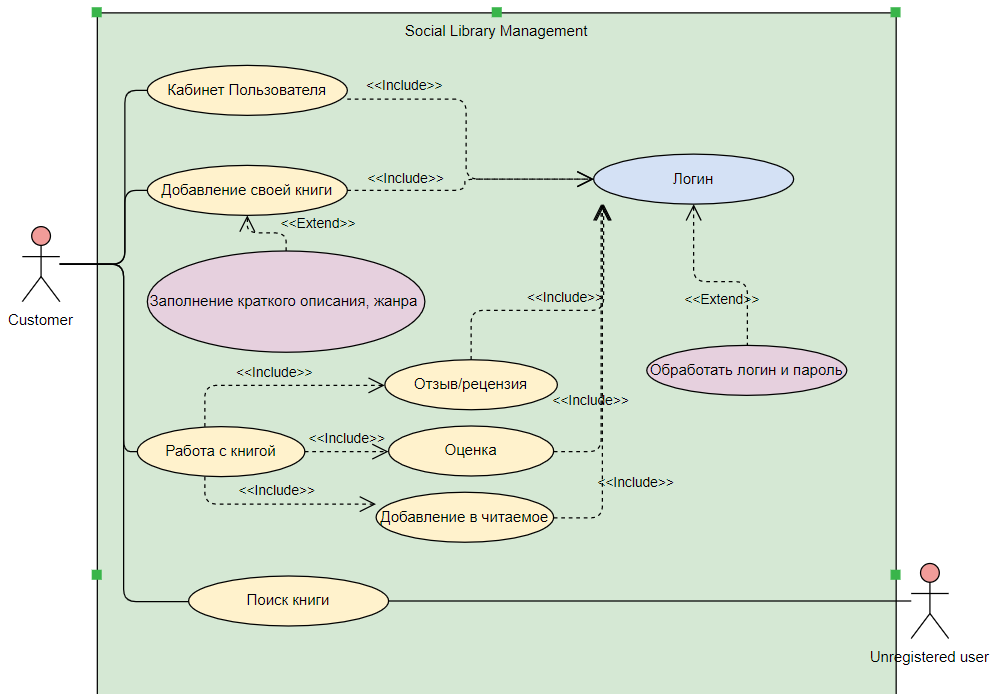 Social Library Management
Кабинет Пользователя
<<Include>>
Добавление своей книги
<<Include>>
Логин
<<Extend>>
Заполнение краткого описания, жанра
<<Include>>
<<Extend>>
Customer
Обработать логин и пароль
<<Include>>
Отзыв/рецензия
<<Include>>
Работа с книгой
<<Include>>
Оценка
<<Include>>
<<Include>>
Добавление в читаемое
Поиск книги
Unregistered user